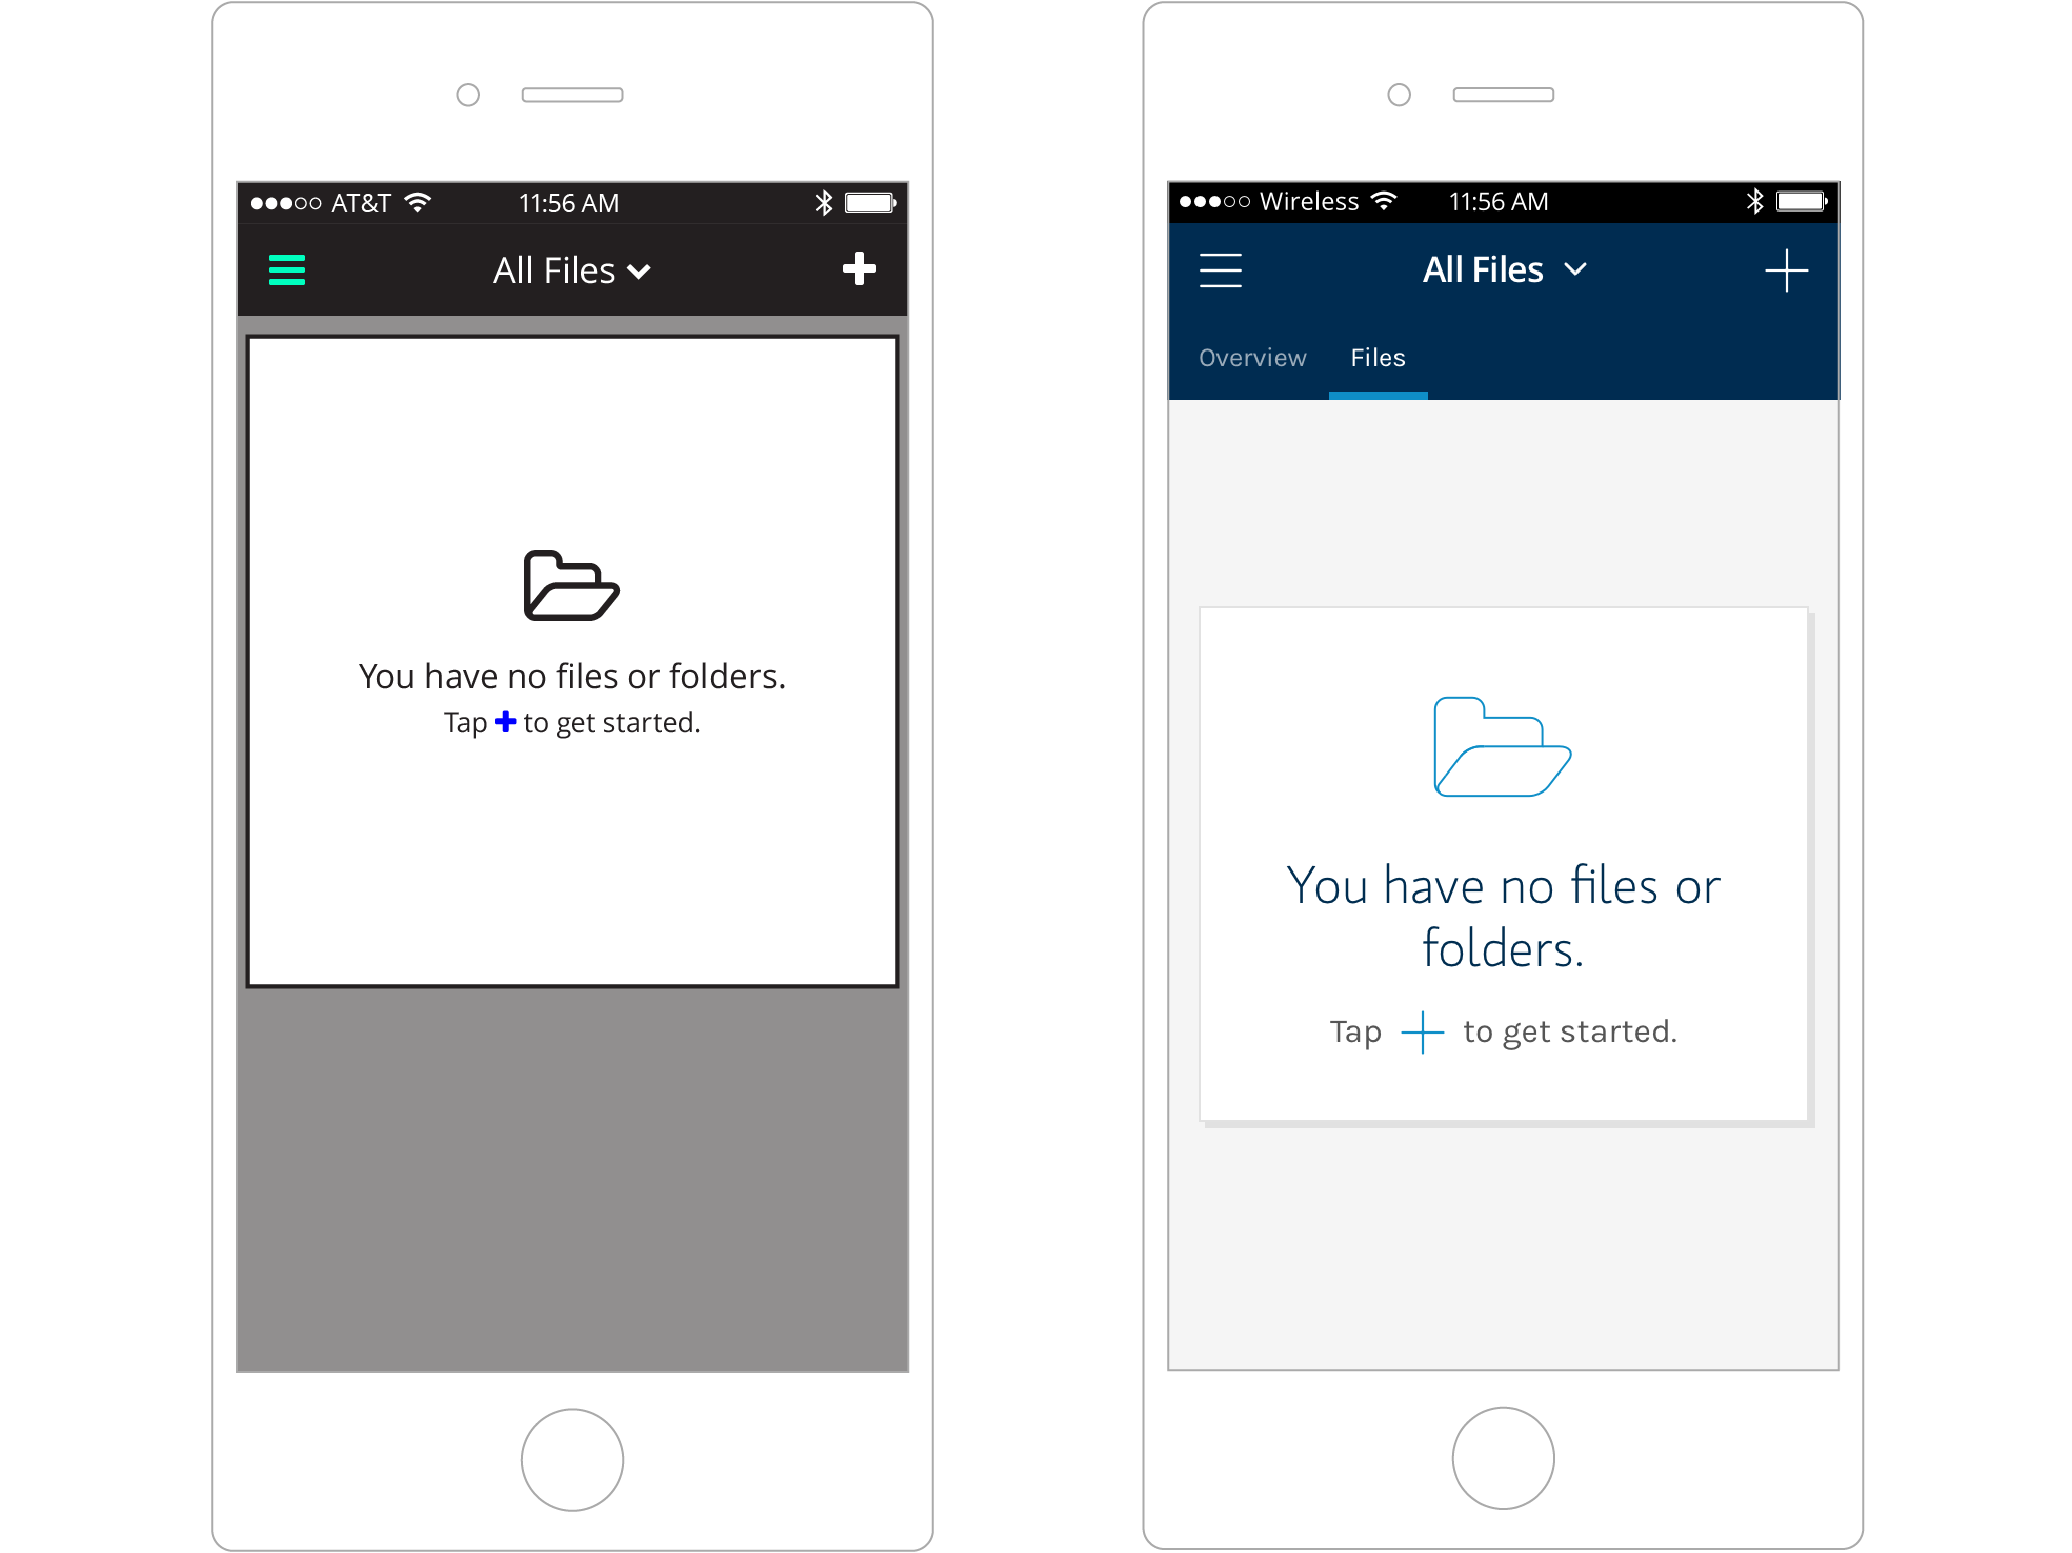 AT&T 11:56 AM
All Files
You have no files or folders.
Tap + to get started.
Wireless 11:56 AM
All Files
Overview Files
You have no files or
folders.
Tap + to get started.